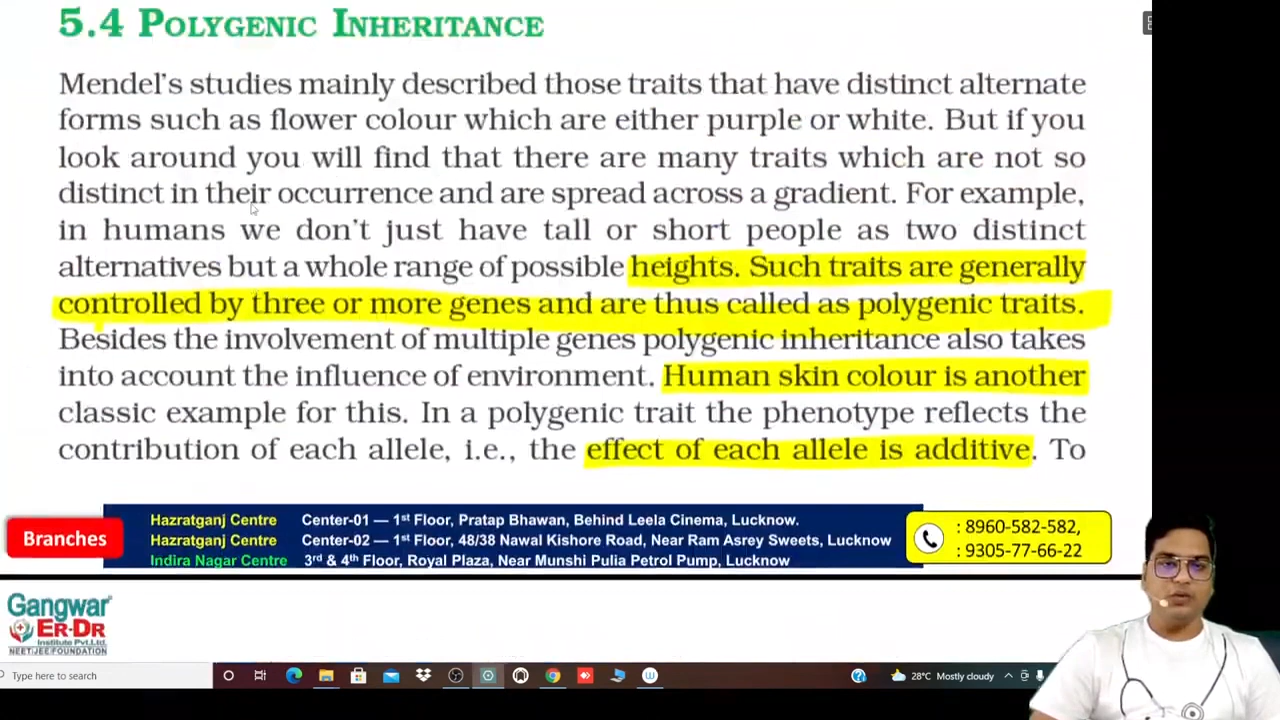 5.4 POLYGENIC INHERITANCE
Mendel's studies mainly described those traits that have distinct alternate
forms such as flower colour which are either purple or white. But if you
look around you will find that there are many traits which are not so
distinct in their occurrence and are spread across a gradient. For example,
in humans we don't just have tall or short people as two distinct
alternatives but a whole range of possible heights. Such traits are generally
controlled by three or more genes and are thus called as polygenic traits.
Besides the involvement of multiple genes polygenic inheritance also takes
into account the influence of environment. Human skin colour is another
classic example for this. In a polygenic trait the phenotype reflects the
contribution of each allele, i.e., the effect of each allele is additive. To
Branches
Hazratganj Centre Center-01 — 1st Floor, Pratap Bhawan, Behind Leela Cinema, Lucknow.
Hazratganj Centre Center-02 — 1st Floor, 48/38 Nawal Kishore Road, Near Ram Asrey Sweets, Lucknow
Indira Nagar Centre 3rd & 4th Floor, Royal Plaza, Near Munshi Pulia Petrol Pump, Lucknow
: 8960-582-582,
: 9305-77-66-22
Gangwar
ER-DR
Institute Pvt.Ltd.
NEET|JEE|FOUNDATION
Type here to search
28°C Mostly cloudy